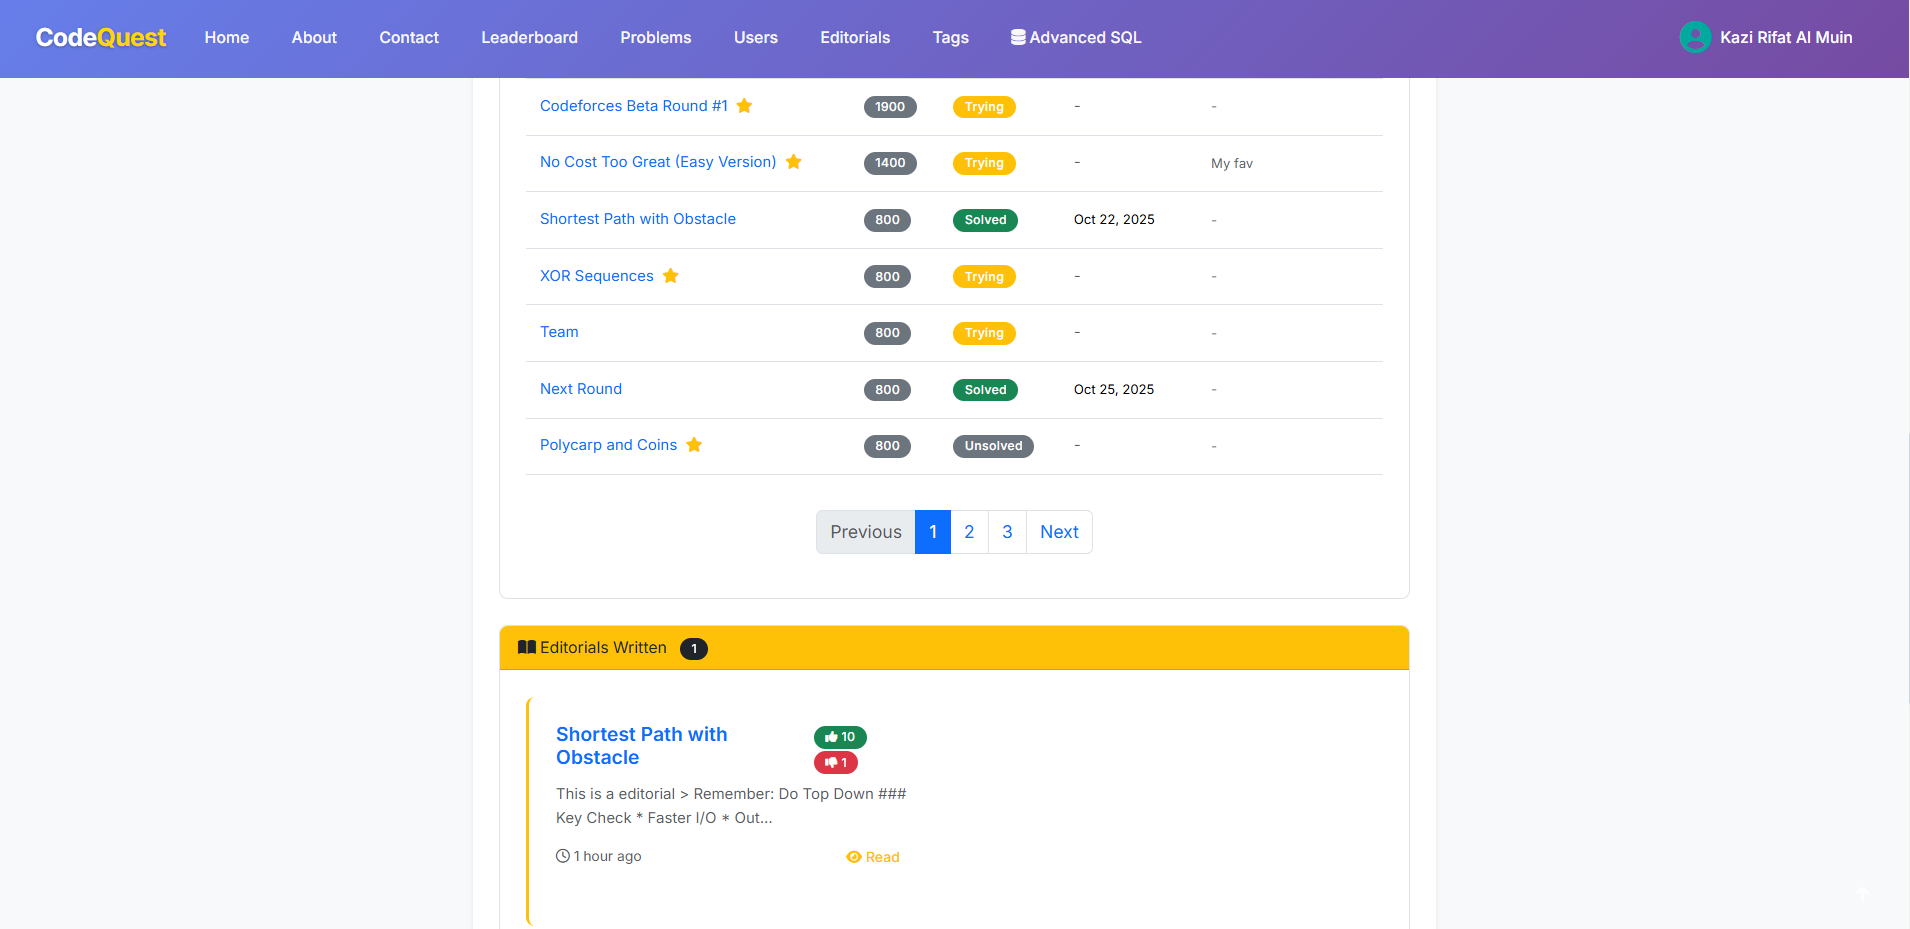 CodeQuest Home About Contact Leaderboard Problems Users Editorials Tags Advanced SQL Kazi Rifat Al Muin
Codeforces Beta Round #1 1900 Trying - -
No Cost Too Great (Easy Version) 1400 Trying - My fav
Shortest Path with Obstacle 800 Solved Oct 22, 2025 -
XOR Sequences 800 Trying - -
Team 800 Trying - -
Next Round 800 Solved Oct 25, 2025 -
Polycarp and Coins 800 Unsolved - -
Previous 1 2 3 Next
Editorials Written 1
Shortest Path with 10
Obstacle 1
This is a editorial > Remember: Do Top Down ###
Key Check * Faster I/O * Out...
1 hour ago Read